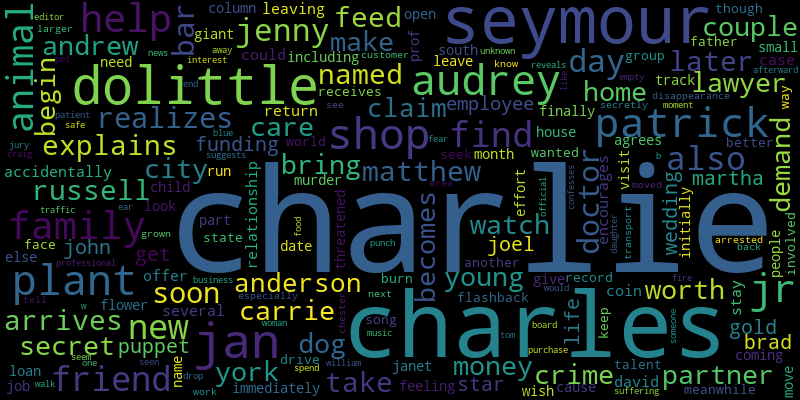 charlie
charles
seymour
dolittle
audrey
patrick
shop
plant
family
jan
find
help
jenny
feed
couple
day
later
lawyer
named
make
bar
andrew
animal
begin
realizes
claim
employee
home
explains
care
funding
city
bring
matthew
also
doctor
martha
demand
russell
watch
wedding
joel
becomes
young
worth
jr
soon
anderson
carrie
arrives
new
secret
puppet
friend
york
dog
take
star
money
life
crime
partner
brad
gold
coin
stay
david
talent
cause
wish
janet
feeling
immediately
drive
loan
job
name
flower
several
offer
get
john
face
else
look
child
accidentally
run
part
state
date
relationship
murder
threatened
seek
month
house
wanted
finally
agrees
visit
encourages
initially
effort
people
involved
move
meanwhile
coming
keep
record
give
flashback
another
burn
song
next
column
leaving
giant
need
could
including
receives
return
world
south
leave
prof
open
though
group
track
father
small
case
way
better
disappearance
moment
secretly
reveals
like
empty
unknown
know
customer
interest
away
news
editor
larger
afterward
pet
end
see
fear
blue
suggests
patient
safe
jury
craig
traffic
ear
grown
professional
tell
w
seem
one
seen
walk
drop
work
business
especially
woman
spend
william
chester
music
food
punch
area
tom
would
board
purchase
someone
suffering
fire
back
arrested
b
moved
transport
daughter
confesses
official